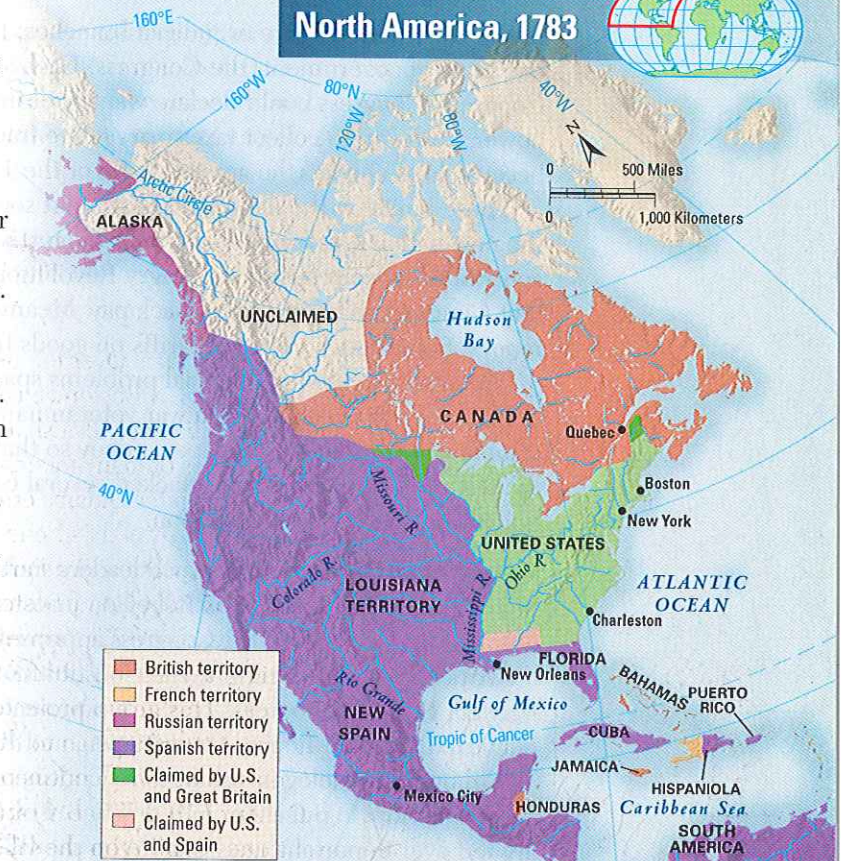 North America, 1783
160°E
160°W
80°N
120°W
80°W
40°W
N
0 500 Miles
0 1,000 Kilometers
Arctic Circle
ALASKA
UNCLAIMED
Hudson
Bay
CANADA
Quebec
PACIFIC
OCEAN
40°N
Missouri R.
Boston
New York
UNITED STATES
Ohio R.
Colorado R.
LOUISIANA
TERRITORY
Mississippi R.
ATLANTIC
OCEAN
Charleston
FLORIDA
New Orleans
Rio Grande
NEW
SPAIN
Gulf of Mexico
BAHAMAS
PUERTO
RICO
Tropic of Cancer
CUBA
JAMAICA
HISPANIOLA
Mexico City
HONDURAS
Caribbean Sea
SOUTH
AMERICA
British territory
French territory
Russian territory
Spanish territory
Claimed by U.S.
and Great Britain
Claimed by U.S.
and Spain